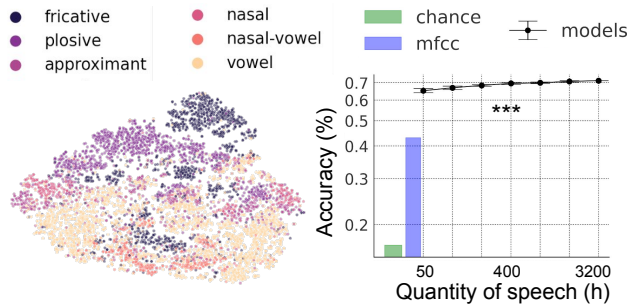 fricative
plosive
approximant
nasal
nasal-vowel
vowel
chance
mfcc
models
Accuracy (%)
0.7
0.6
0.5
0.4
0.3
0.2
***
50 400 3200
Quantity of speech (h)